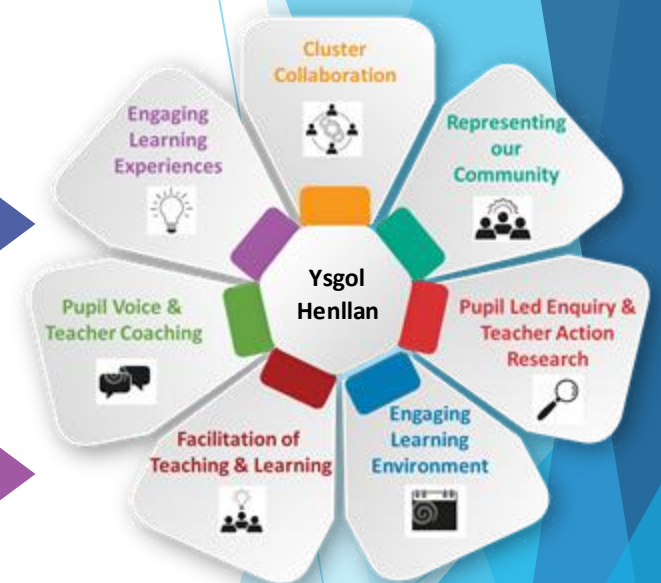 Cluster
Collaboration
Representing
our
Community
Pupil Led Enquiry &
Teacher Action
Research
Engaging
Learning
Environment
Facilitation of
Teaching & Learning
Pupil Voice &
Teacher Coaching
Engaging
Learning
Experiences
Ysgol
Henllan